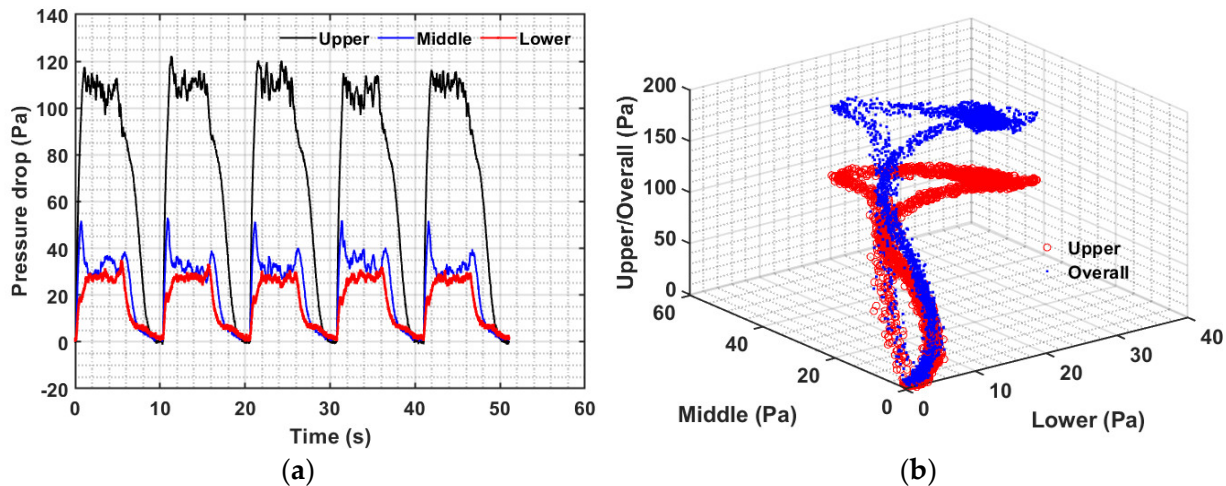 140
120
100
80
60
40
20
0
-20
Pressure drop (Pa)
Upper Middle Lower
0 10 20 30 40 50 60
Time (s)
(a)
200
150
100
50
0
Upper/Overall (Pa)
60
40
20
0
Middle (Pa)
0
10
20
30
40
Lower (Pa)
Upper
Overall
(b)